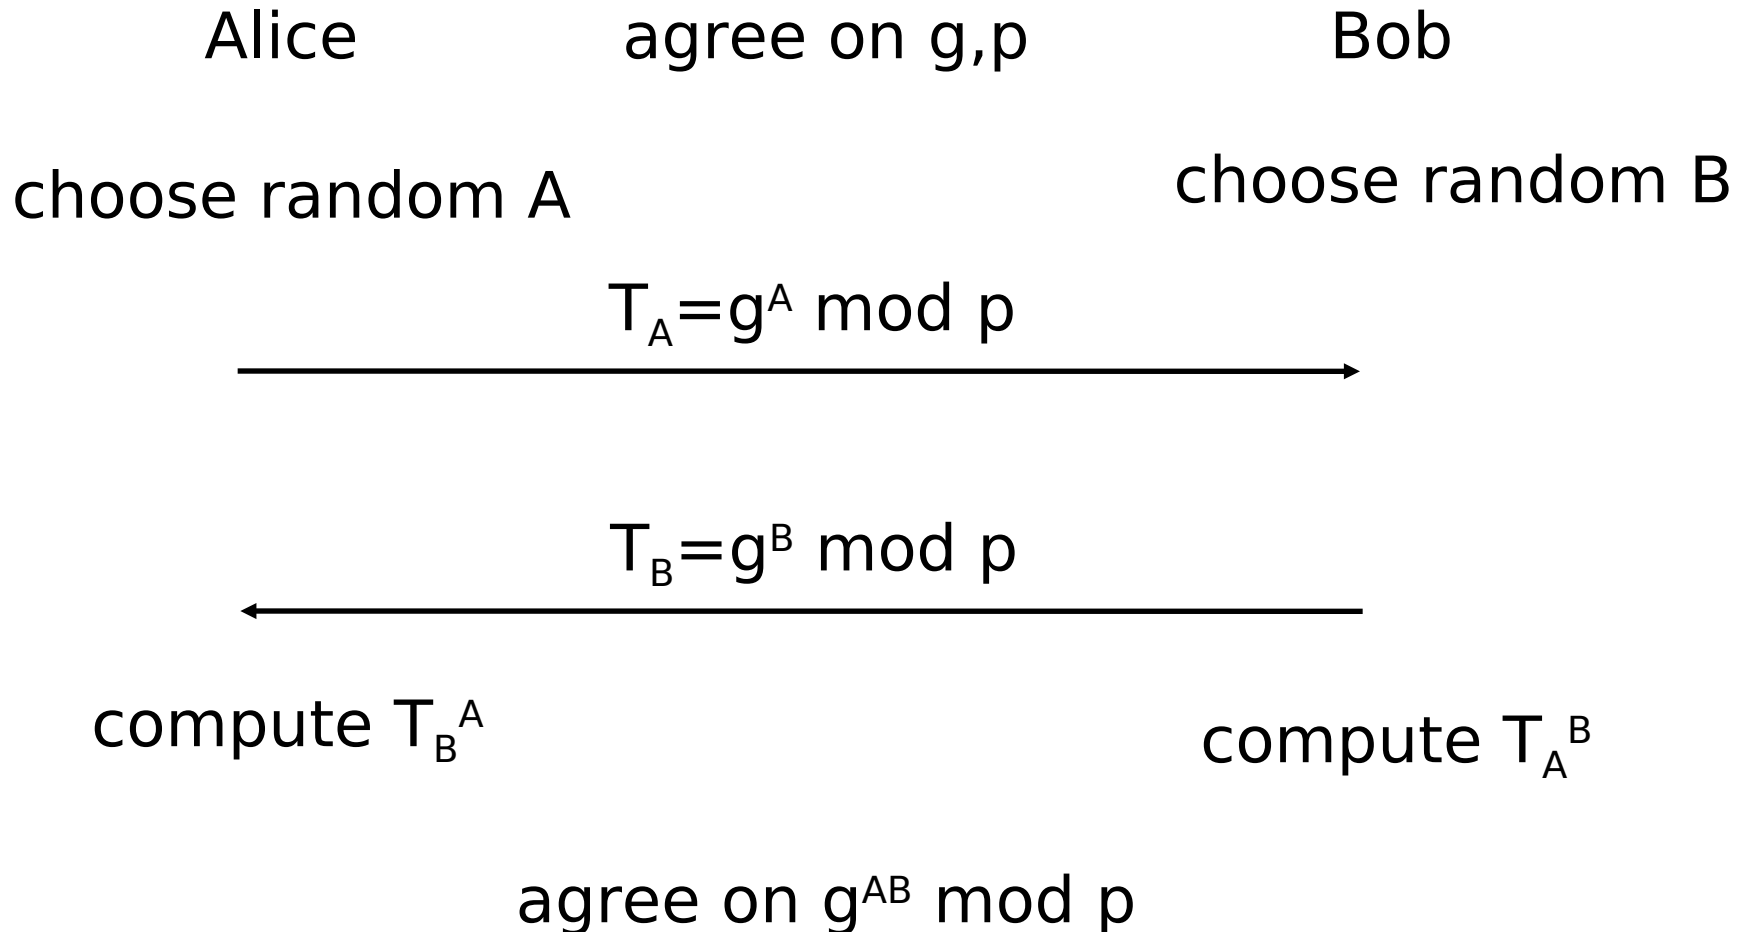 Alice agree on g,p Bob
choose random A choose random B
T_A=g^A mod p
T_B=g^B mod p
compute T_B^A compute T_A^B
agree on g^AB mod p